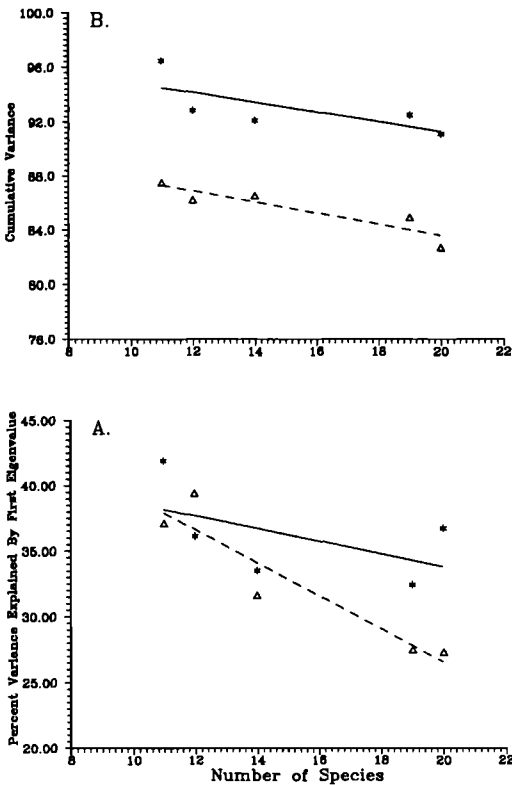 B.
Cumulative Variance
100.0
96.0
92.0
88.0
84.0
80.0
76.0
8 10 12 14 16 18 20 22
A.
Percent Variance Explained By First Eigenvalue
45.00
40.00
35.00
30.00
25.00
20.00
8 10 12 14 16 18 20 22
Number of Species